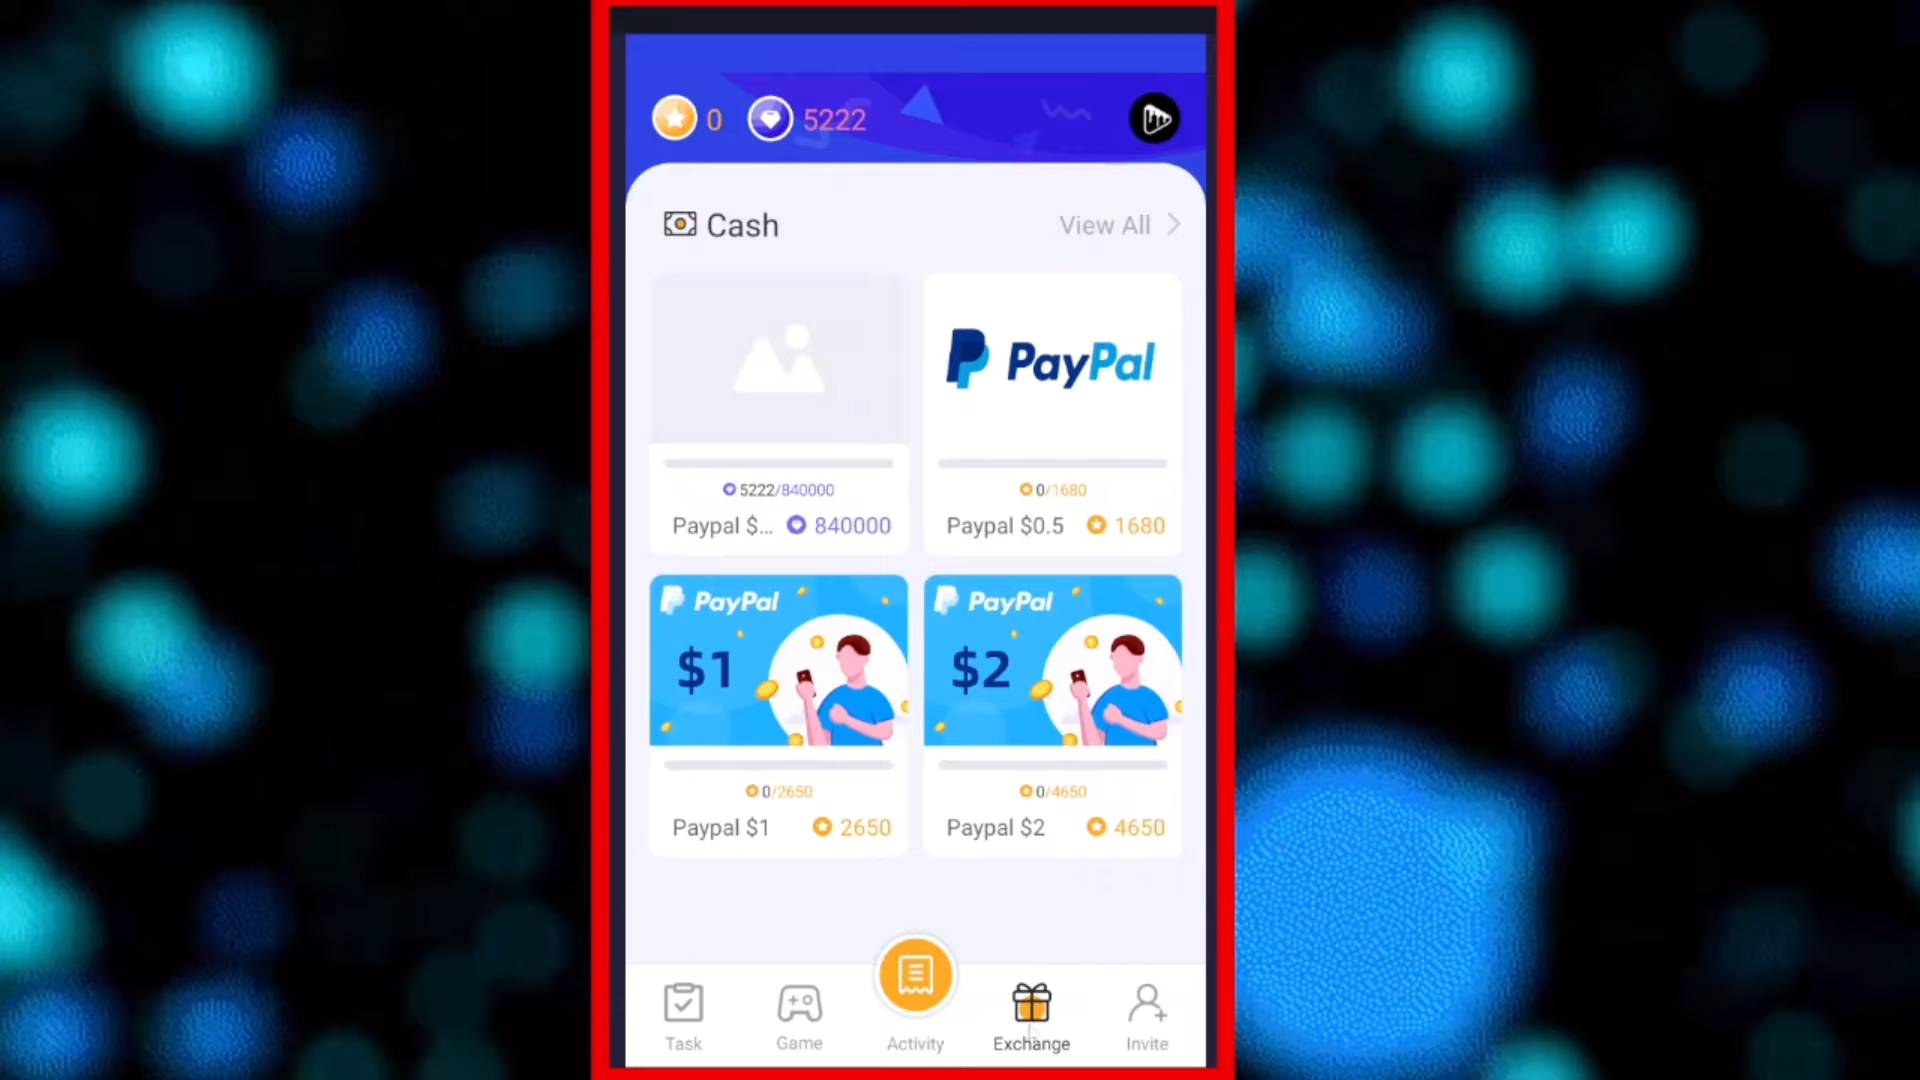 0 5222
Cash View All
PayPal
5222/840000
Paypal $... 840000
0/1680
Paypal $0.5 1680
PayPal
$1
PayPal
$2
0/2650
Paypal $1 2650
0/4650
Paypal $2 4650
Task Game Activity Exchange Invite